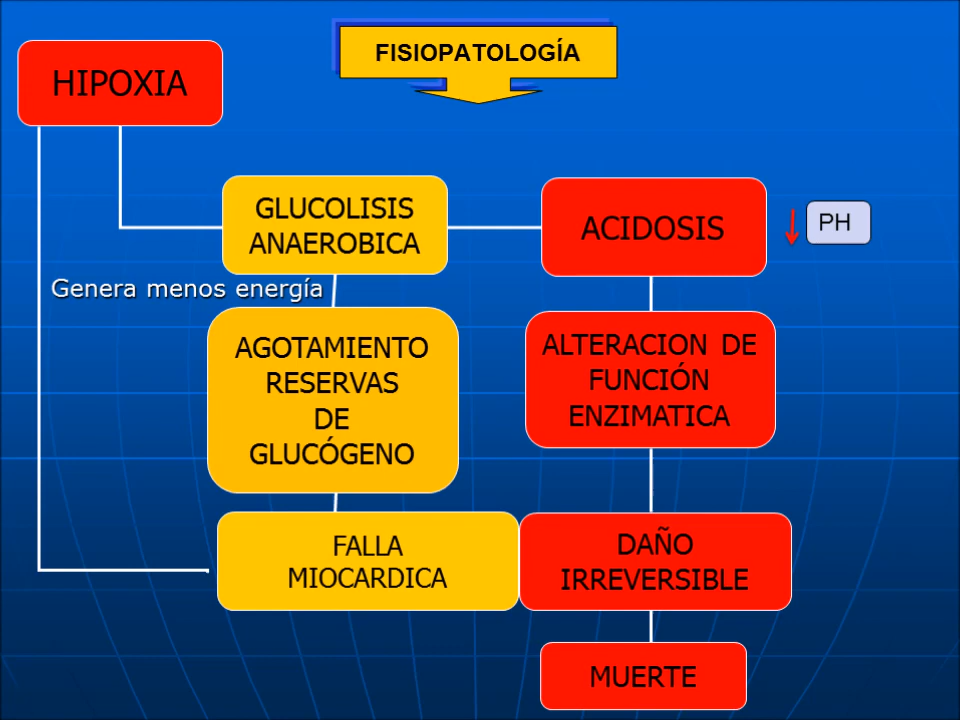 FISIOPATOLOGÍA
HIPOXIA
GLUCOLISIS
ANAEROBICA
ACIDOSIS
PH
Genera menos energía
AGOTAMIENTO
RESERVAS
DE
GLUCÓGENO
ALTERACION DE
FUNCIÓN
ENZIMATICA
FALLA
MIOCARDICA
DAÑO
IRREVERSIBLE
MUERTE